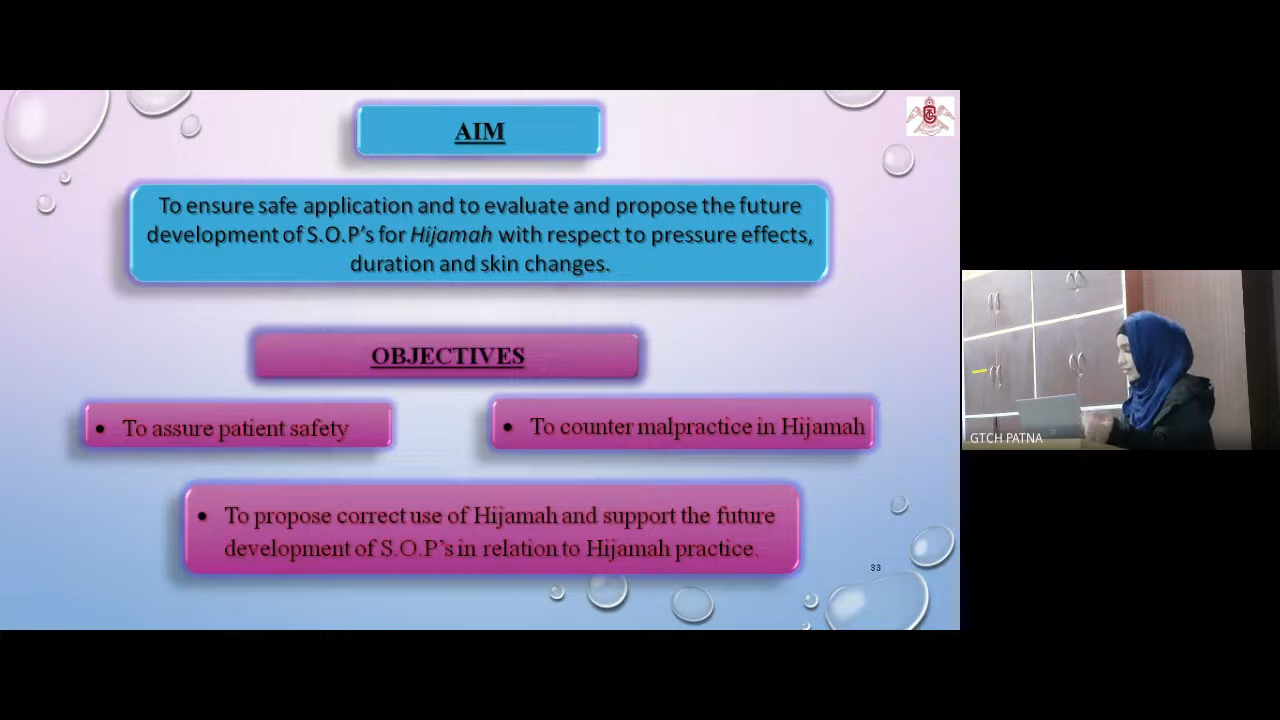 AIM
To ensure safe application and to evaluate and propose the future
development of S.O.P's for Hijamah with respect to pressure effects,
duration and skin changes.
OBJECTIVES
• To assure patient safety
• To counter malpractice in Hijamah
• To propose correct use of Hijamah and support the future
development of S.O.P`s in relation to Hijamah practice.
33
GTCH PATNA